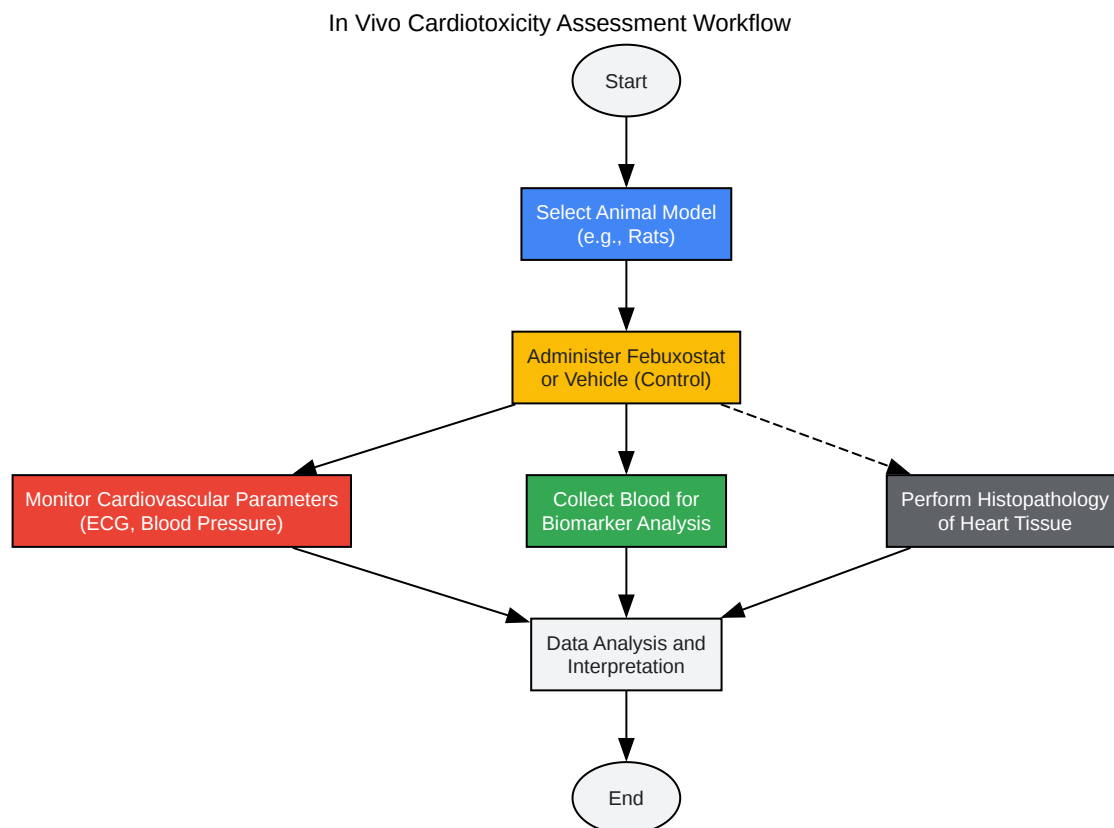 In Vivo Cardiotoxicity Assessment Workflow
Start
Select Animal Model
(e.g., Rats)
Administer Febuxostat
or Vehicle (Control)
Monitor Cardiovascular Parameters
(ECG, Blood Pressure)
Collect Blood for
Biomarker Analysis
Perform Histopathology
of Heart Tissue
Data Analysis and
Interpretation
End